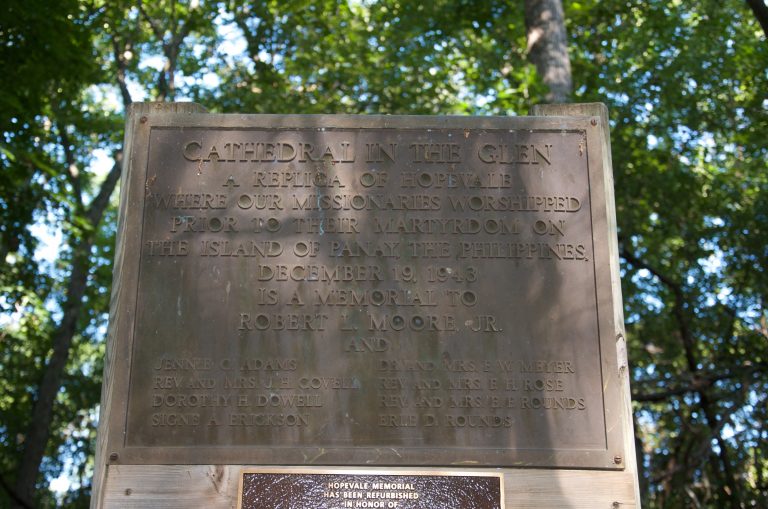 CATHEDRAL IN THE GLEN
A REPLICA OF HOPEVALE
WHERE OUR MISSIONARIES WORSHIPPED
PRIOR TO THEIR MARTYRDOM ON
THE ISLAND OF PANAY, THE PHILIPPINES,
DECEMBER 19, 1943
IS A MEMORIAL TO
ROBERT L. MOORE, JR.
AND
JENNIE C. ADAMS
REV. AND MRS. J. H. COVELL
DOROTHY H. DOWELL
SIGNE A. ERICKSON
DR. AND MRS. F. W. MEYER
REV. AND MRS. E. H. ROSE
REV. AND MRS. E. F. ROUNDS
ERLE D. ROUNDS
HOPEVALE MEMORIAL
HAS BEEN REFURBISHED
IN HONOR OF